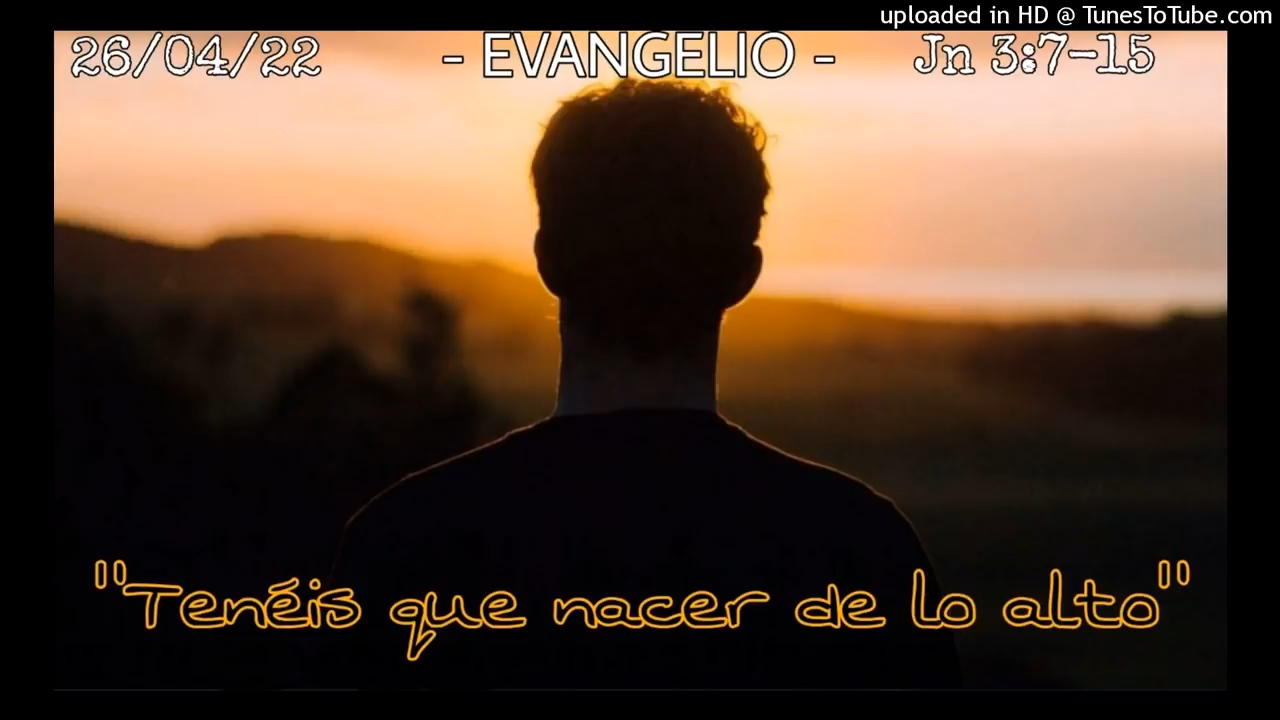 uploaded in HD @ TunesToTube.com
26/04/22 - EVANGELIO - Jn 3:7-15
"Tenéis que nacer de lo alto"